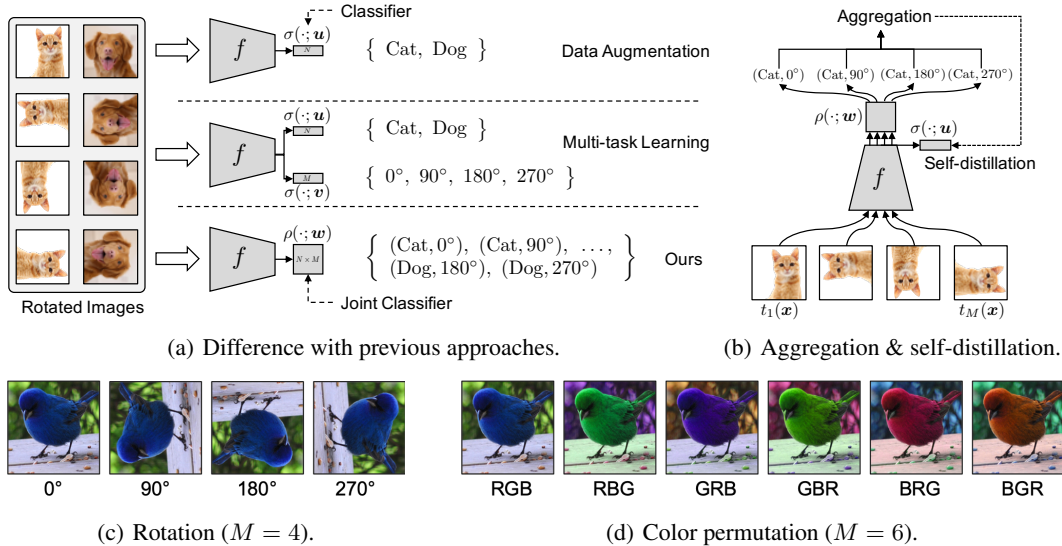 Classifier
σ(·; u)
f
N
{ Cat, Dog }
Data Augmentation
σ(·; u)
f
N
{ Cat, Dog }
Multi-task Learning
M
{ 0°, 90°, 180°, 270° }
σ(·; v)
ρ(·; w)
f
N × M
{ (Cat, 0°), (Cat, 90°), ...,
(Dog, 180°), (Dog, 270°) }
Ours
Joint Classifier
Rotated Images
(a) Difference with previous approaches.
Aggregation
(Cat, 0°) (Cat, 90°) (Cat, 180°) (Cat, 270°)
ρ(·; w)
σ(·; u)
Self-distillation
f
t₁(x) t_M(x)
(b) Aggregation & self-distillation.
0° 90° 180° 270°
(c) Rotation (M = 4).
RGB RBG GRB GBR BRG BGR
(d) Color permutation (M = 6).